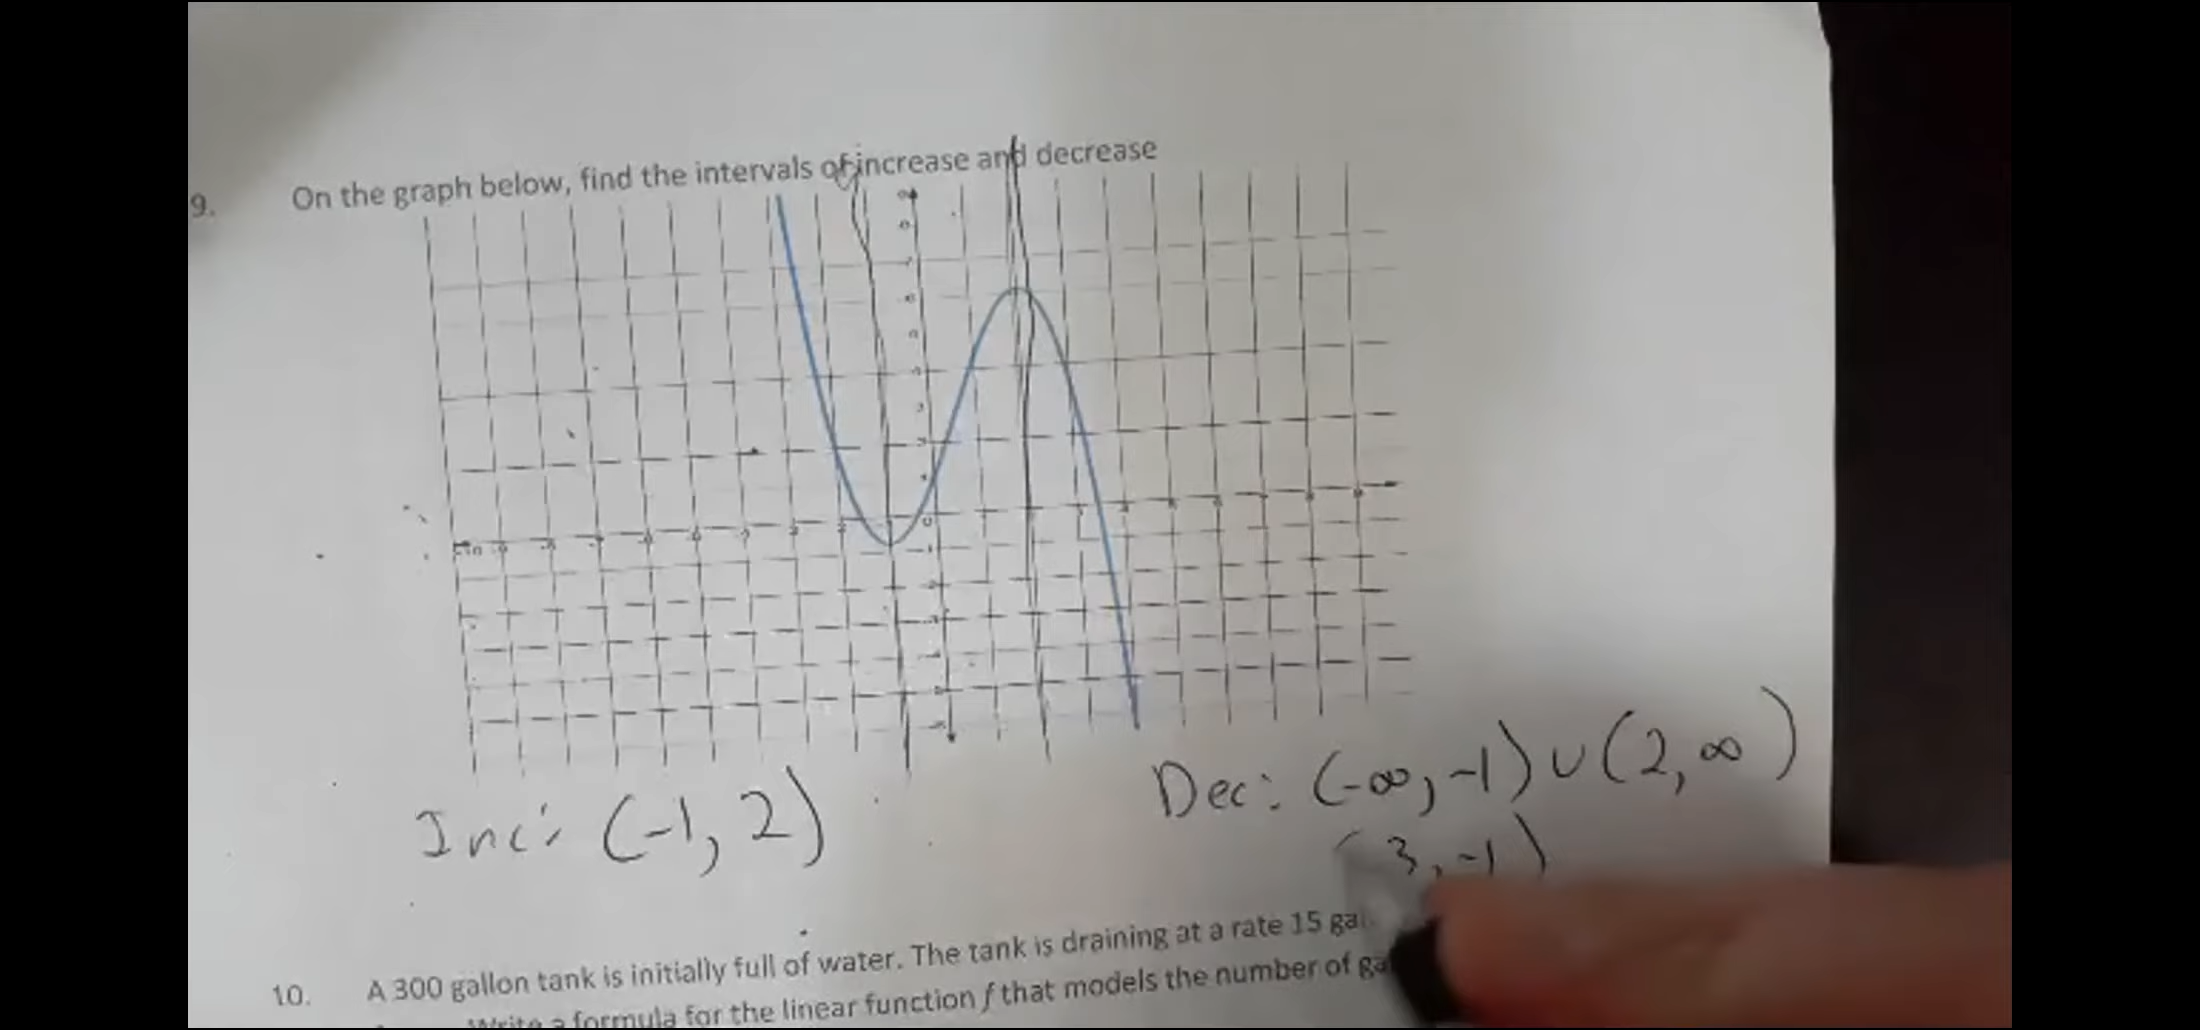 9. On the graph below, find the intervals of increase and decrease
Inc: (-1, 2)
Dec: (-∞, -1) ∪ (2, ∞)
3, -1)
10. A 300 gallon tank is initially full of water. The tank is draining at a rate 15
Write a formula for the linear function f that models the number of